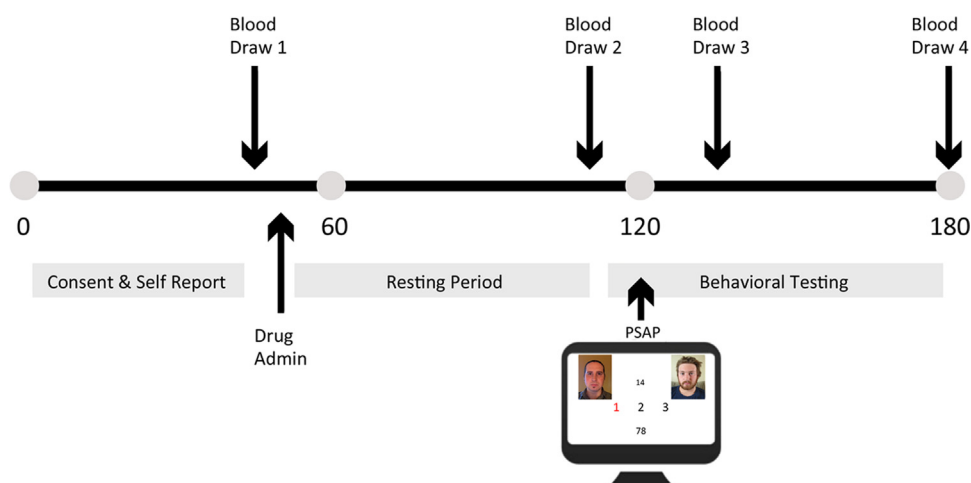 Blood
Draw 1
Blood
Draw 2
Blood
Draw 3
Blood
Draw 4
0
60
120
180
Consent & Self Report
Resting Period
Behavioral Testing
Drug
Admin
PSAP
14
1 2 3
78